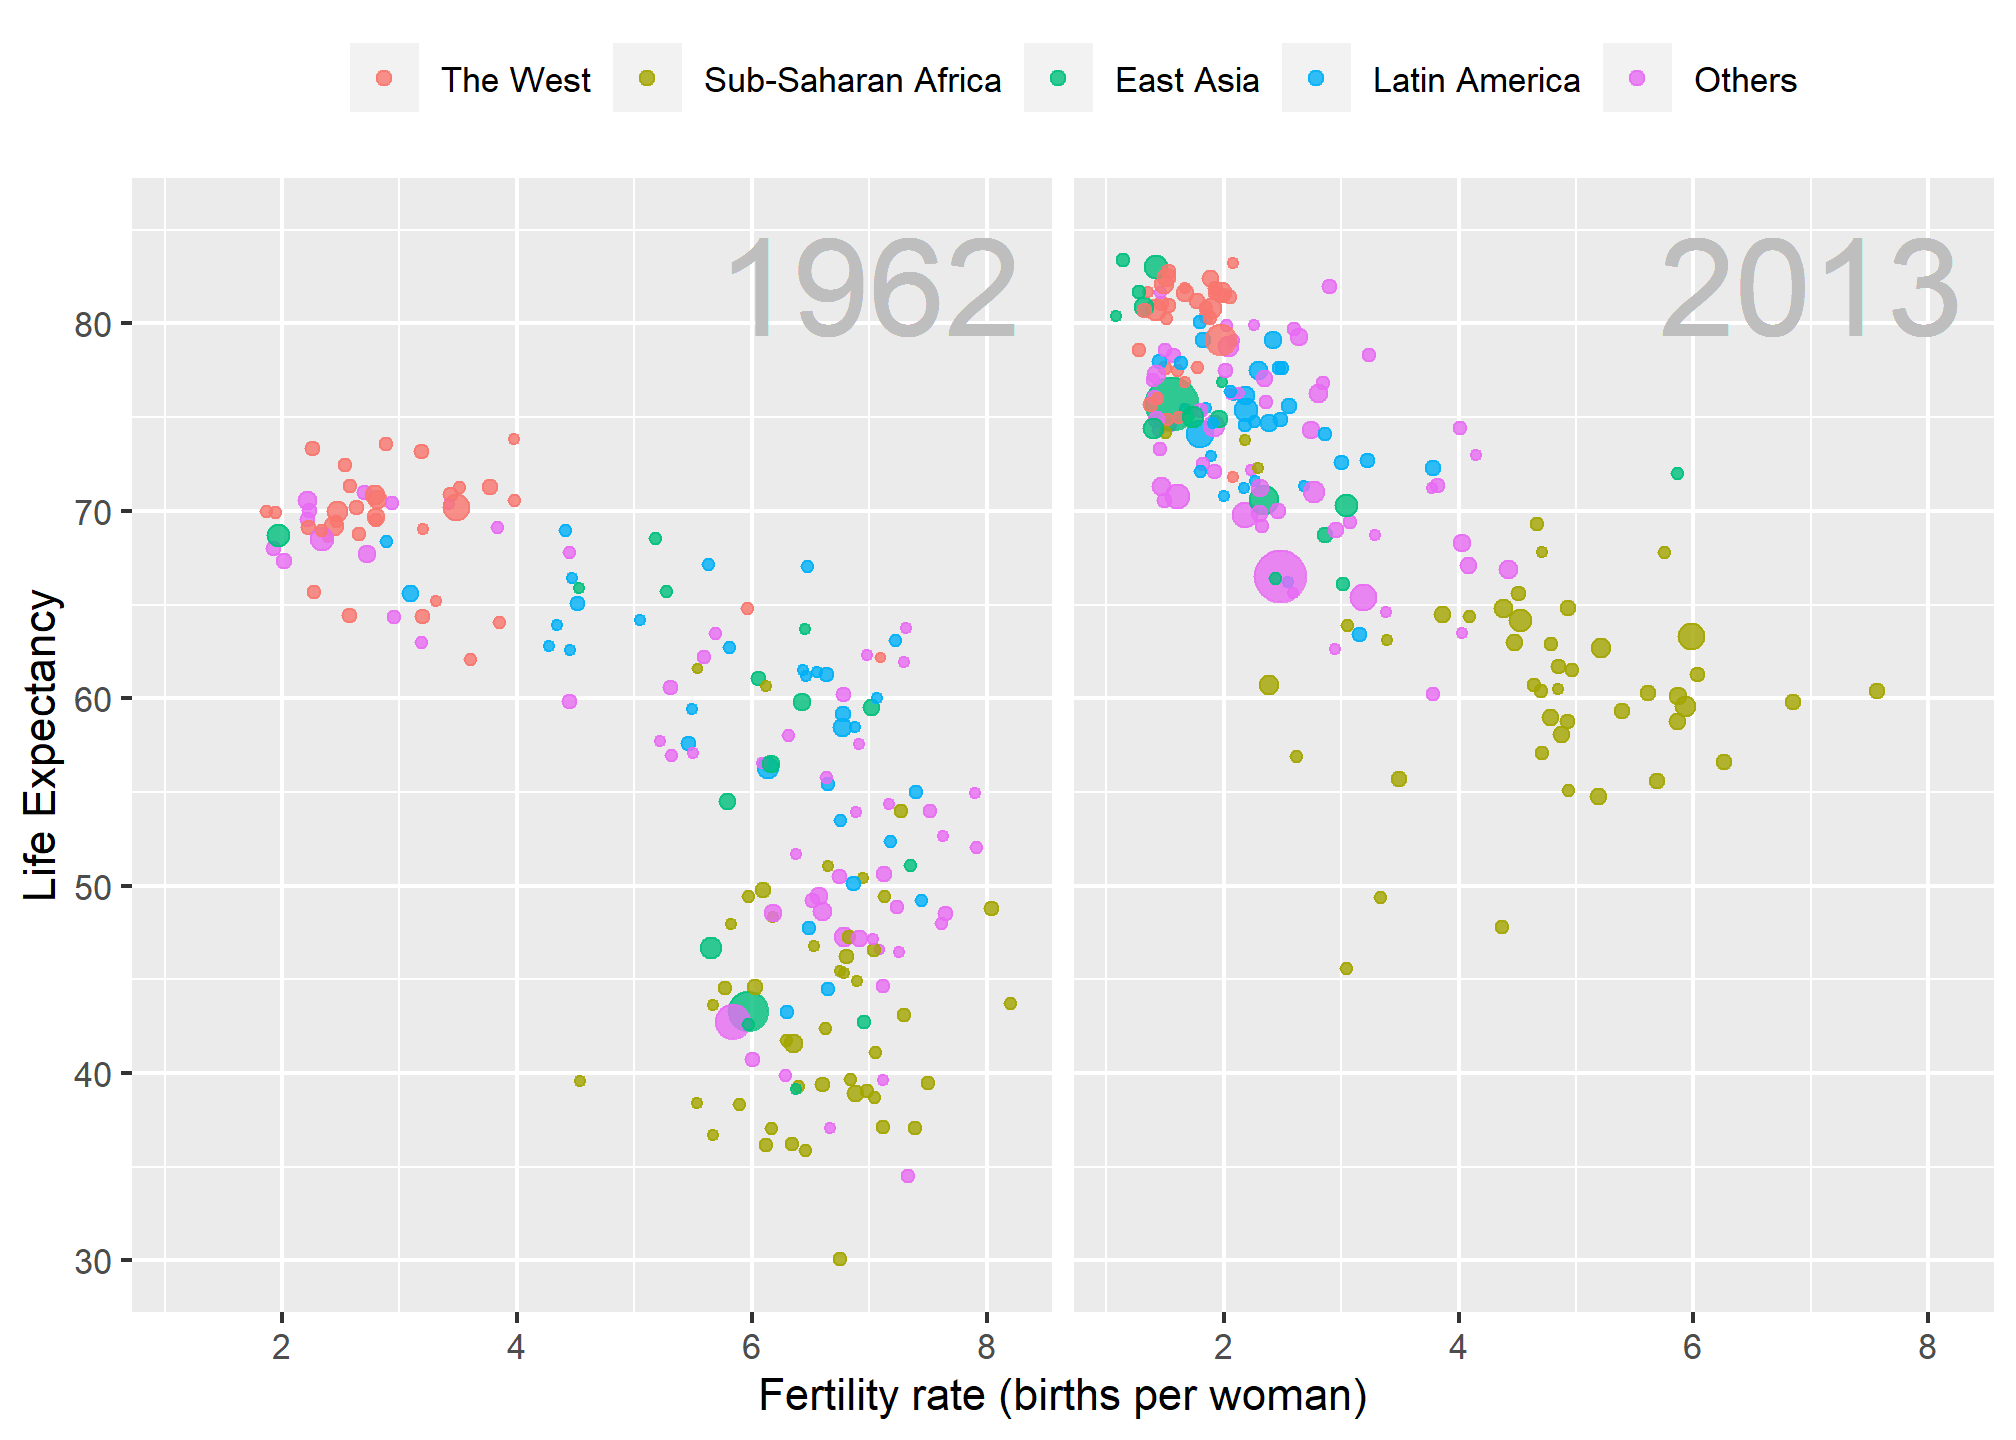 The West Sub-Saharan Africa East Asia Latin America Others
1962 2013
80
70
60
50
40
30
Life Expectancy
2 4 6 8 2 4 6 8
Fertility rate (births per woman)